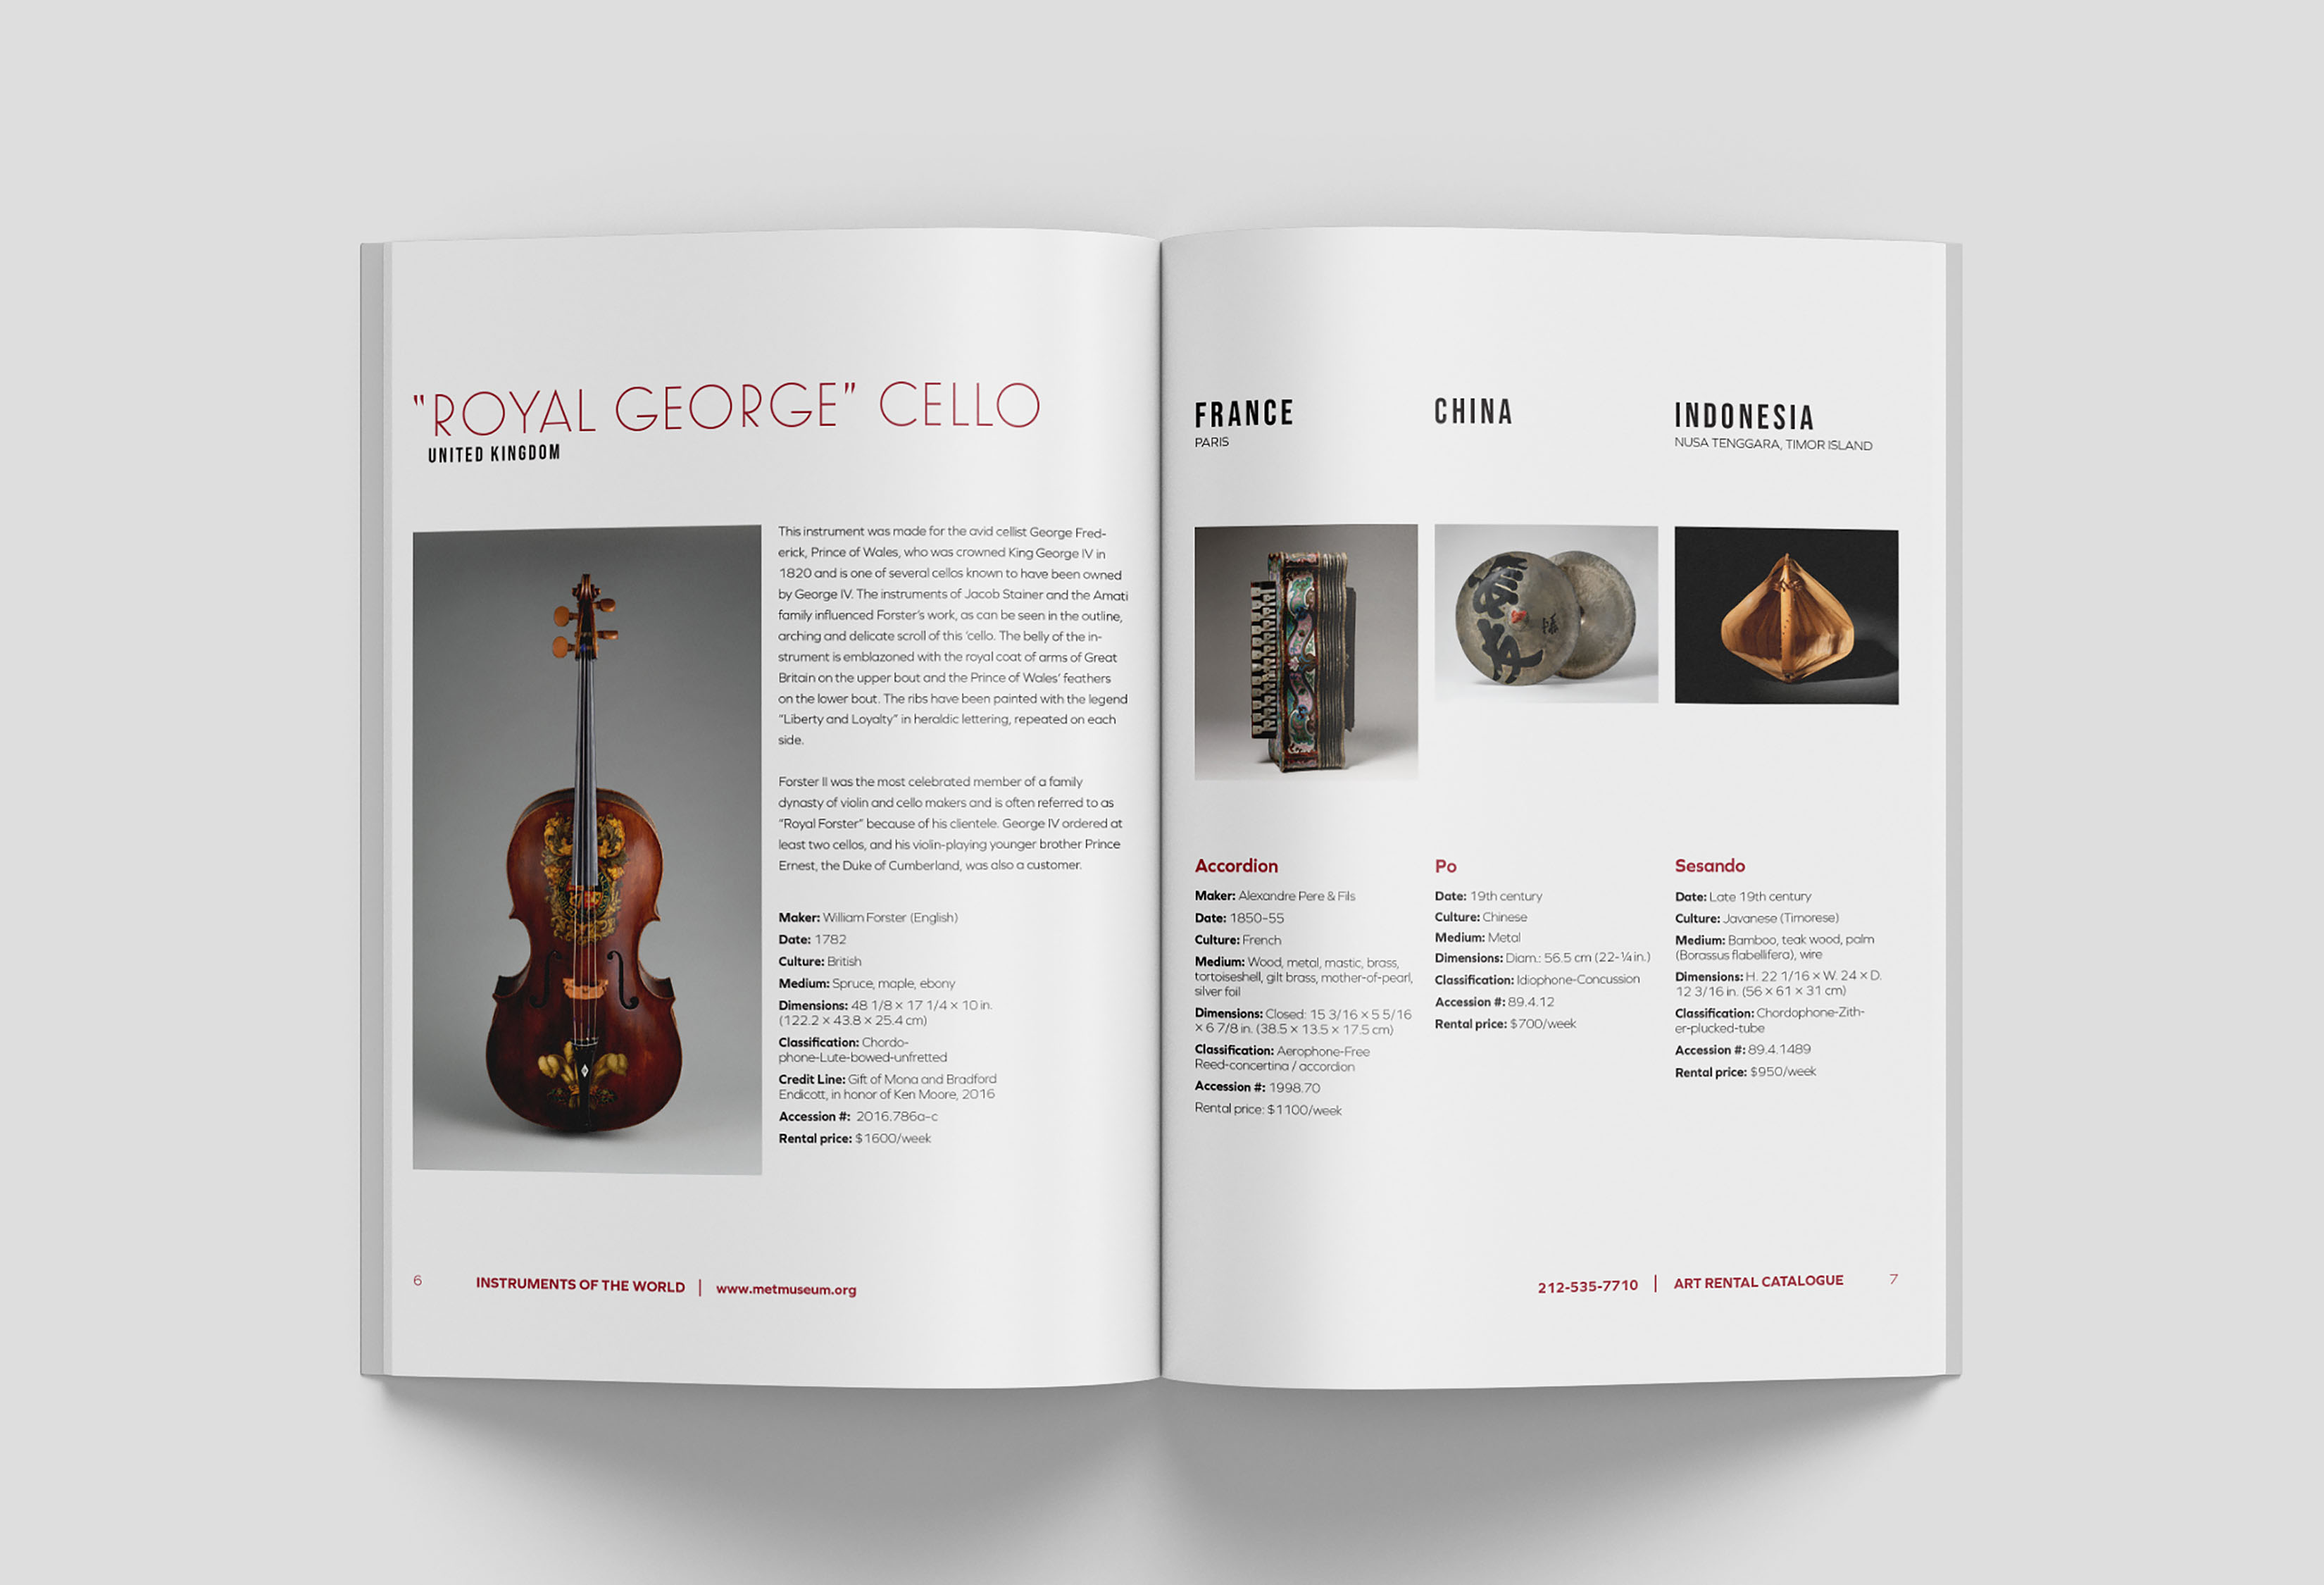 "ROYAL GEORGE" CELLO
UNITED KINGDOM
This instrument was made for the avid cellist George Fred-
erick, Prince of Wales, who was crowned King George IV in
1820 and is one of several cellos known to have been owned
by George IV. The instruments of Jacob Stainer and the Amati
family influenced Forster's work, as can be seen in the outline,
arching and delicate scroll of this 'cello. The belly of the in-
strument is emblazoned with the royal coat of arms of Great
Britain on the upper bout and the Prince of Wales' feathers
on the lower bout. The ribs have been painted with the legend
"Liberty and Loyalty" in heraldic lettering, repeated on each
side.
Forster II was the most celebrated member of a family
dynasty of violin and cello makers and is often referred to as
"Royal Forster" because of his clientele. George IV ordered at
least two cellos, and his violin-playing younger brother Prince
Ernest, the Duke of Cumberland, was also a customer.
Maker: William Forster (English)
Date: 1782
Culture: British
Medium: Spruce, maple, ebony
Dimensions: 48 1/8 × 17 1/4 × 10 in.
(122.2 × 43.8 × 25.4 cm)
Classification: Chordo-
phone-Lute-bowed-unfretted
Credit Line: Gift of Mona and Bradford
Endicott, in honor of Ken Moore, 2016
Accession #: 2016.786a-c
Rental price: $1600/week
6
INSTRUMENTS OF THE WORLD | www.metmuseum.org
FRANCE
PARIS
Accordion
Maker: Alexandre Pere & Fils
Date: 1850-55
Culture: French
Medium: Wood, metal, mastic, brass,
tortoiseshell, gilt brass, mother-of-pearl,
silver foil
Dimensions: Closed: 15 3/16 × 5 5/16
× 6 7/8 in. (38.5 × 13.5 × 17.5 cm)
Classification: Aerophone-Free
Reed-concertina / accordion
Accession #: 1998.70
Rental price: $1100/week
CHINA
Po
Date: 19th century
Culture: Chinese
Medium: Metal
Dimensions: Diam.: 56.5 cm (22-¼ in.)
Classification: Idiophone-Concussion
Accession #: 89.4.12
Rental price: $700/week
INDONESIA
NUSA TENGGARA, TIMOR ISLAND
Sesando
Date: Late 19th century
Culture: Javanese (Timorese)
Medium: Bamboo, teak wood, palm
(Borassus flabellifera), wire
Dimensions: H. 22 1/16 × W. 24 × D.
12 3/16 in. (56 × 61 × 31 cm)
Classification: Chordophone-Zith-
er-plucked-tube
Accession #: 89.4.1489
Rental price: $950/week
212-535-7710 | ART RENTAL CATALOGUE
7